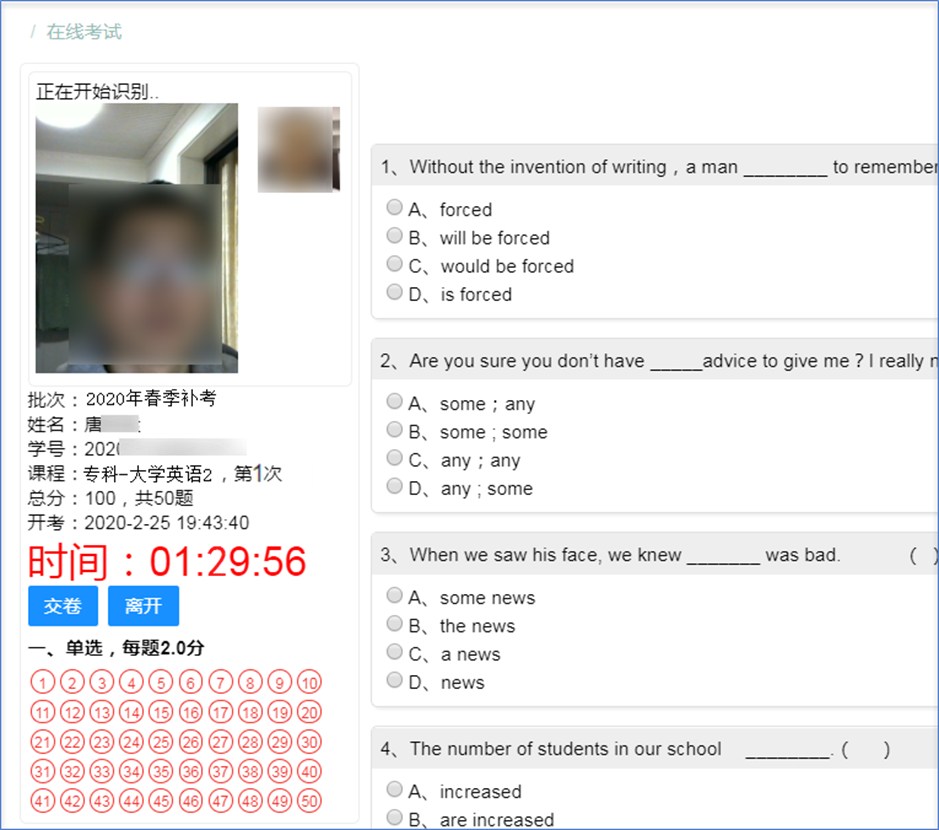 / 在线考试
正在开始识别..
批次：2020年春季补考
姓名：唐
学号：202
课程：专科-大学英语2，第1次
总分：100，共50题
开考：2020-2-25 19:43:40
时间：01:29:56
交卷 离开
一、单选，每题2.0分
1 2 3 4 5 6 7 8 9 10
11 12 13 14 15 16 17 18 19 20
21 22 23 24 25 26 27 28 29 30
31 32 33 34 35 36 37 38 39 40
41 42 43 44 45 46 47 48 49 50
1、Without the invention of writing，a man ________ to remember
A、forced
B、will be forced
C、would be forced
D、is forced
2、Are you sure you don’t have _____advice to give me？I really
A、some；any
B、some ; some
C、any；any
D、any ; some
3、When we saw his face, we knew _______ was bad. （ ）
A、some news
B、the news
C、a news
D、news
4、The number of students in our school ________. ( )
A、increased
B、are increased